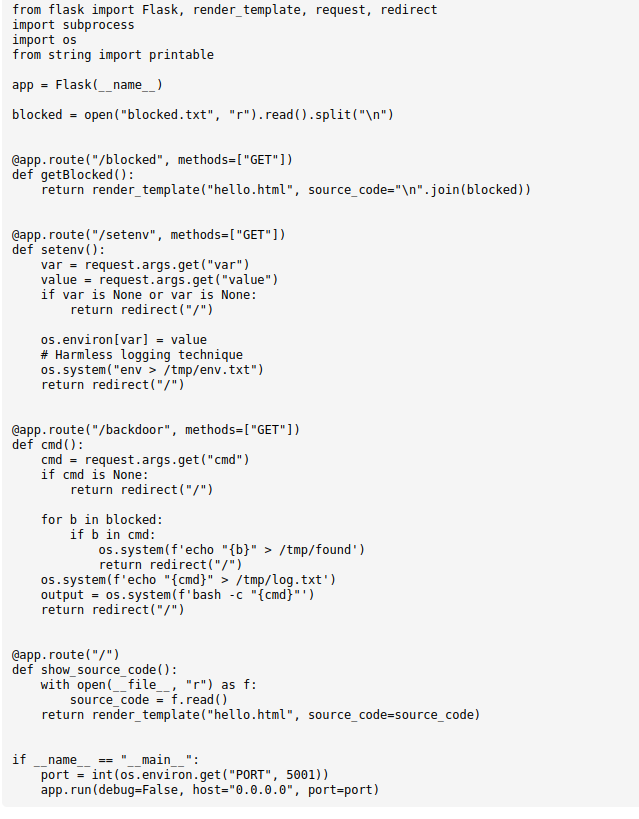 from flask import Flask, render_template, request, redirect
import subprocess
import os
from string import printable

app = Flask(__name__)

blocked = open("blocked.txt", "r").read().split("\n")


@app.route("/blocked", methods=["GET"])
def getBlocked():
    return render_template("hello.html", source_code="\n".join(blocked))


@app.route("/setenv", methods=["GET"])
def setenv():
    var = request.args.get("var")
    value = request.args.get("value")
    if var is None or var is None:
        return redirect("/")

    os.environ[var] = value
    # Harmless logging technique
    os.system("env > /tmp/env.txt")
    return redirect("/")


@app.route("/backdoor", methods=["GET"])
def cmd():
    cmd = request.args.get("cmd")
    if cmd is None:
        return redirect("/")

    for b in blocked:
        if b in cmd:
            os.system(f'echo "{b}" > /tmp/found')
            return redirect("/")
    os.system(f'echo "{cmd}" > /tmp/log.txt')
    output = os.system(f'bash -c "{cmd}"')
    return redirect("/")


@app.route("/")
def show_source_code():
    with open(__file__, "r") as f:
        source_code = f.read()
    return render_template("hello.html", source_code=source_code)


if __name__ == "__main__":
    port = int(os.environ.get("PORT", 5001))
    app.run(debug=False, host="0.0.0.0", port=port)